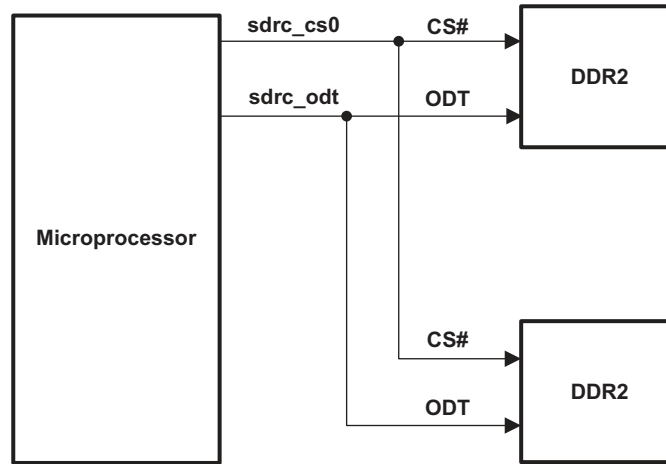 sdrc_cs0
CS#
DDR2
sdrc_odt
ODT
Microprocessor
CS#
DDR2
ODT